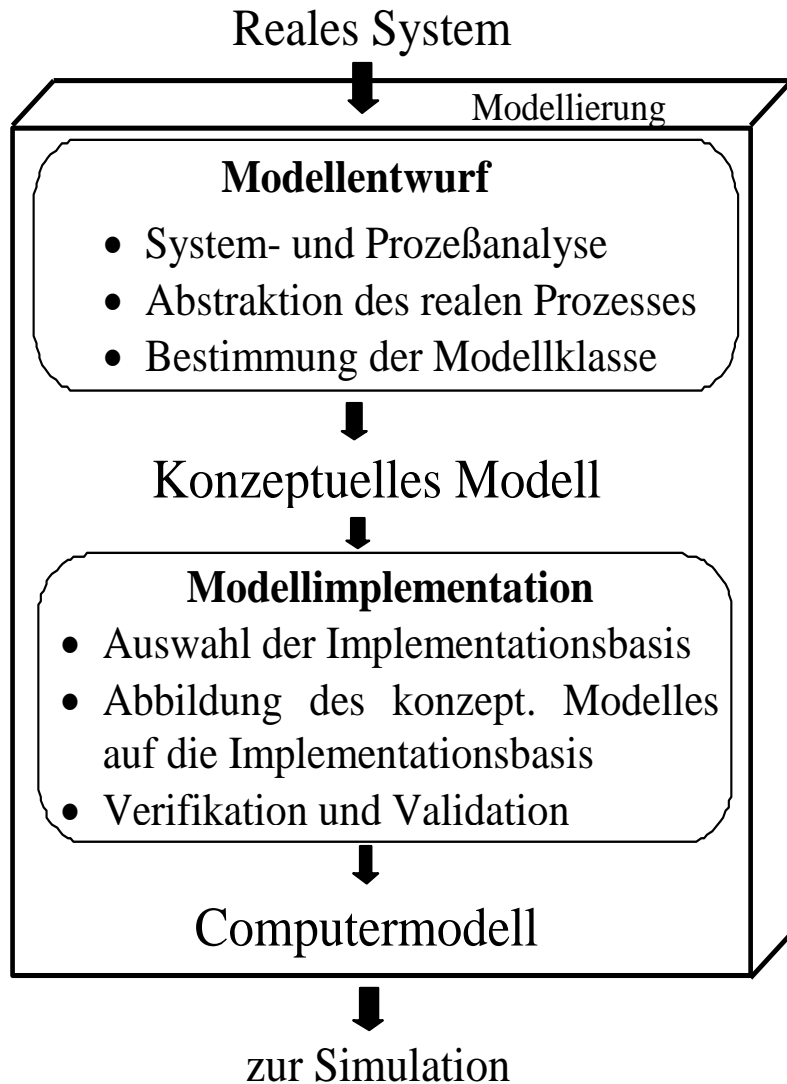 Reales System
Modellierung
Modellentwurf
• System- und Prozeßanalyse
• Abstraktion des realen Prozesses
• Bestimmung der Modellklasse
Konzeptuelles Modell
Modellimplementation
• Auswahl der Implementationsbasis
• Abbildung des konzept. Modelles
auf die Implementationsbasis
• Verifikation und Validation
Computermodell
zur Simulation